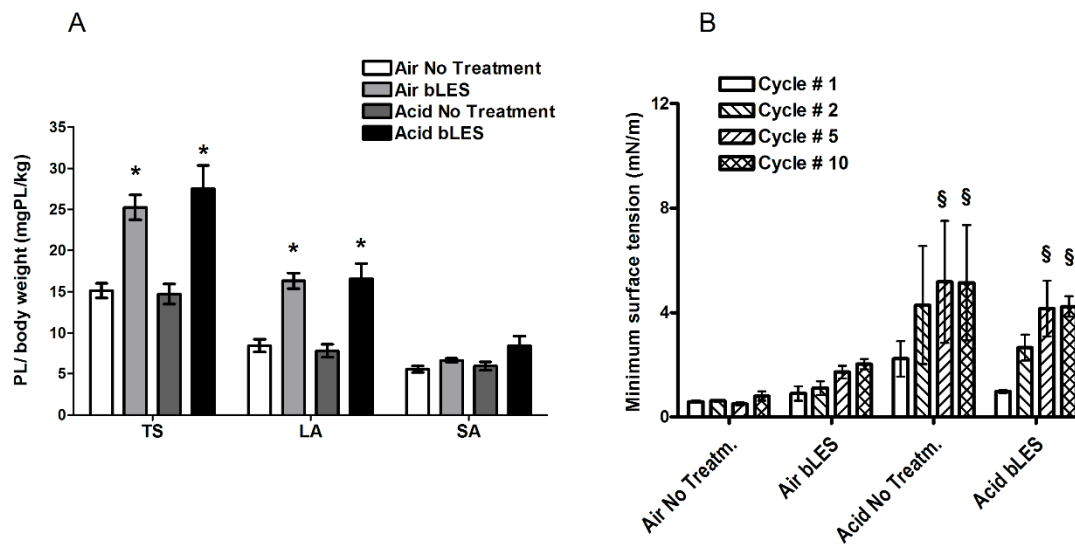 A
B
Air No Treatment
Air bLES
Acid No Treatment
Acid bLES
PL/ body weight (mgPL/kg)
35
30
25
20
15
10
5
0
* * * *
TS LA SA
Cycle # 1
Cycle # 2
Cycle # 5
Cycle # 10
Minimum surface tension (mN/m)
12
8
4
0
§ § § §
Air No Treatm.
Air bLES
Acid No Treatm.
Acid bLES